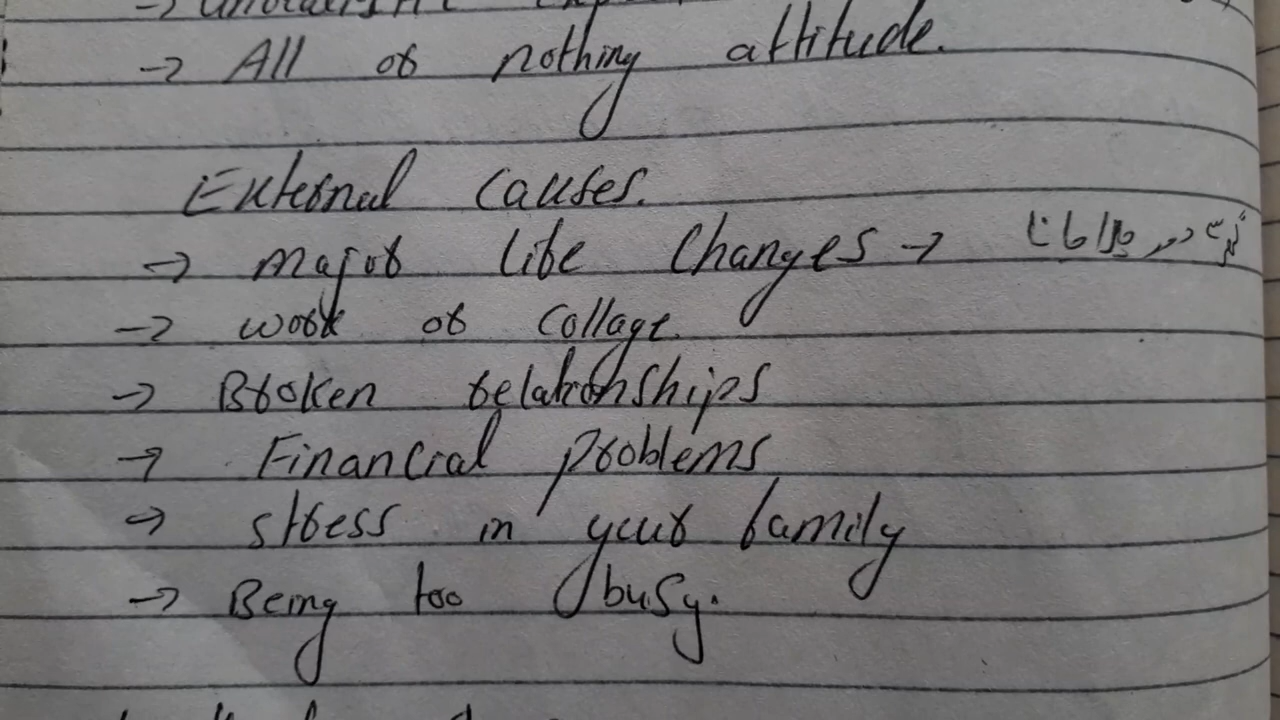 → All or nothing attitude.
External causes.
→ Major life changes →
→ work or collage.
→ Broken relationships
→ Financial problems
→ stress in your family
→ Being too busy.